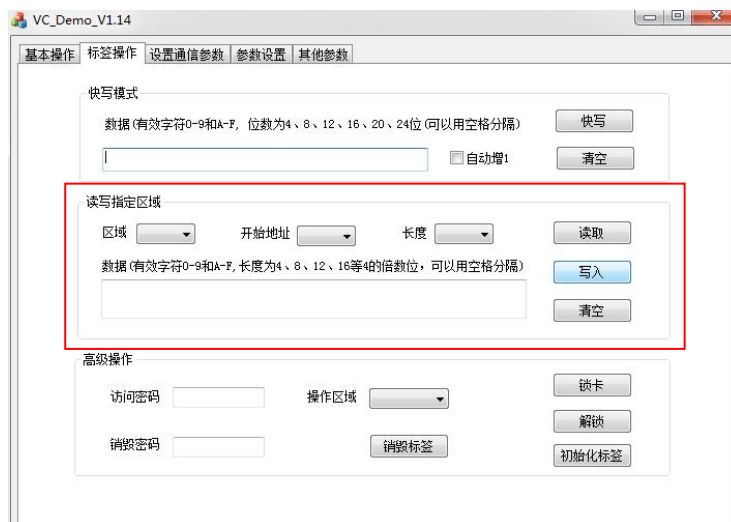 VC_Demo_V1.14
基本操作 标签操作 设置通信参数 参数设置 其他参数
快写模式
数据(有效字符0-9和A-F, 位数为4、8、12、16、20、24位(可以用空格分隔) 快写
自动增1 清空
读写指定区域
区域 开始地址 长度 读取
数据(有效字符0-9和A-F,长度为4、8、12、16等4的倍数位，可以用空格分隔) 写入
清空
高级操作
访问密码 操作区域 锁卡
解锁
销毁密码 销毁标签 初始化标签